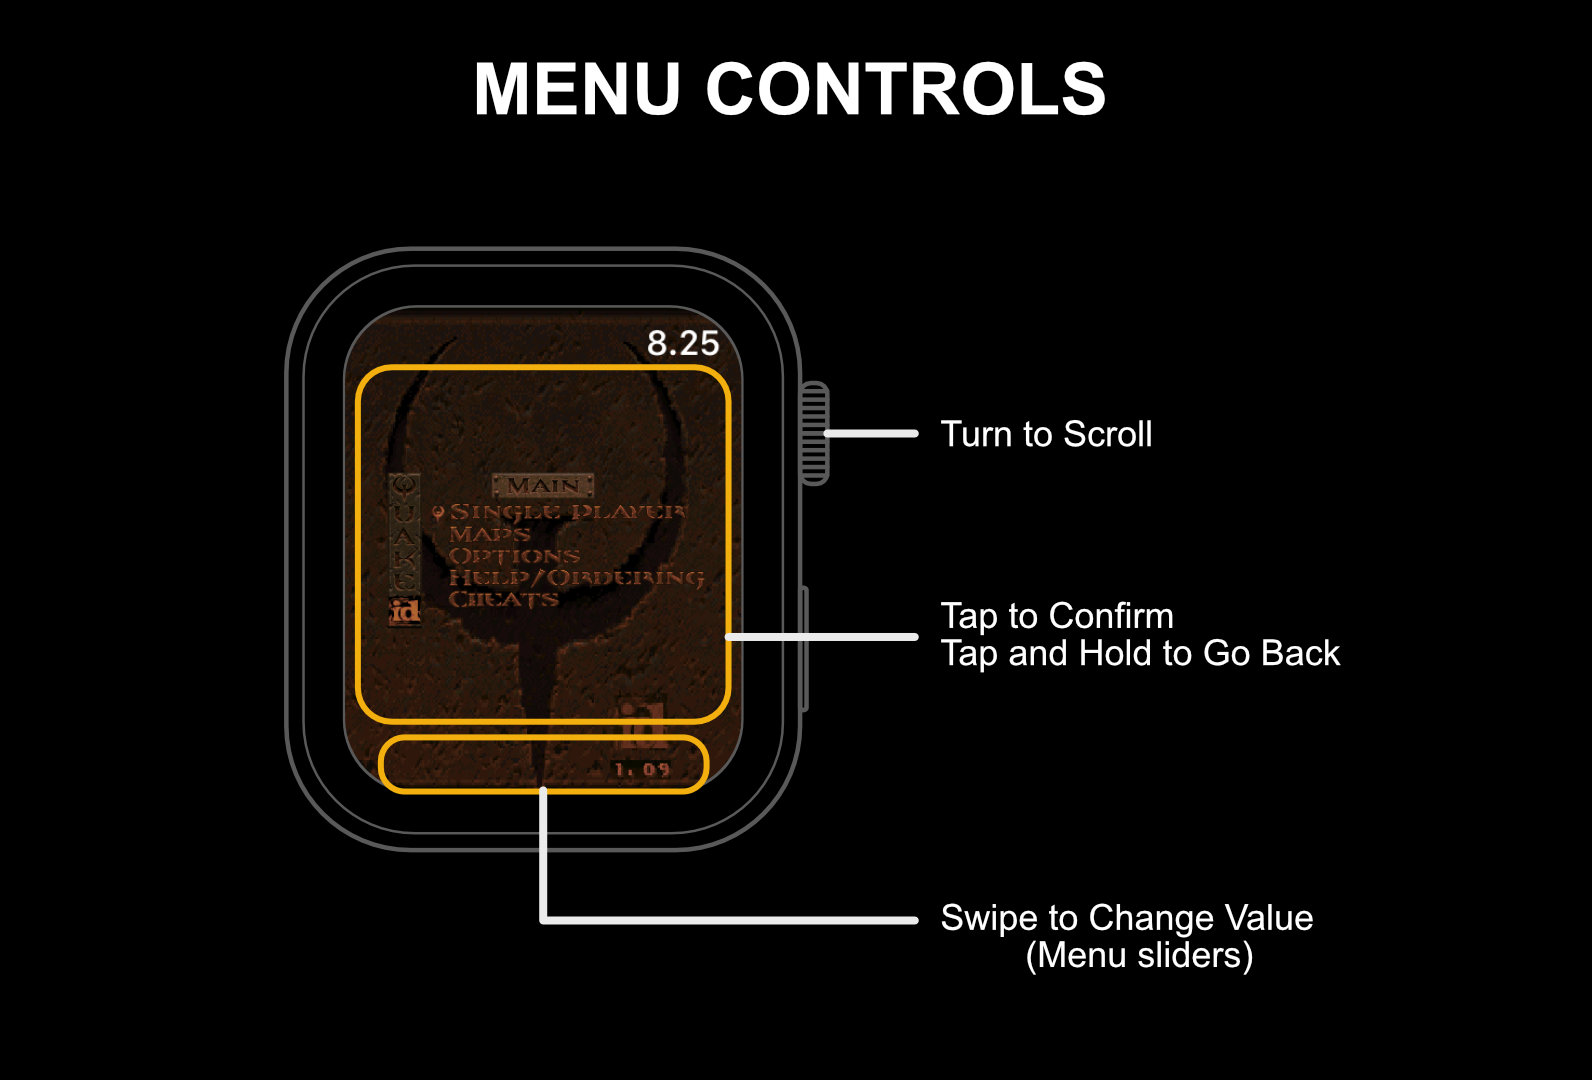 MENU CONTROLS
8.25
Turn to Scroll
MAIN
QUAKE
SINGLE PLAYER
MAPS
OPTIONS
HELP/ORDERING
CHEATS
id
Tap to Confirm
Tap and Hold to Go Back
id
1.09
Swipe to Change Value
(Menu sliders)